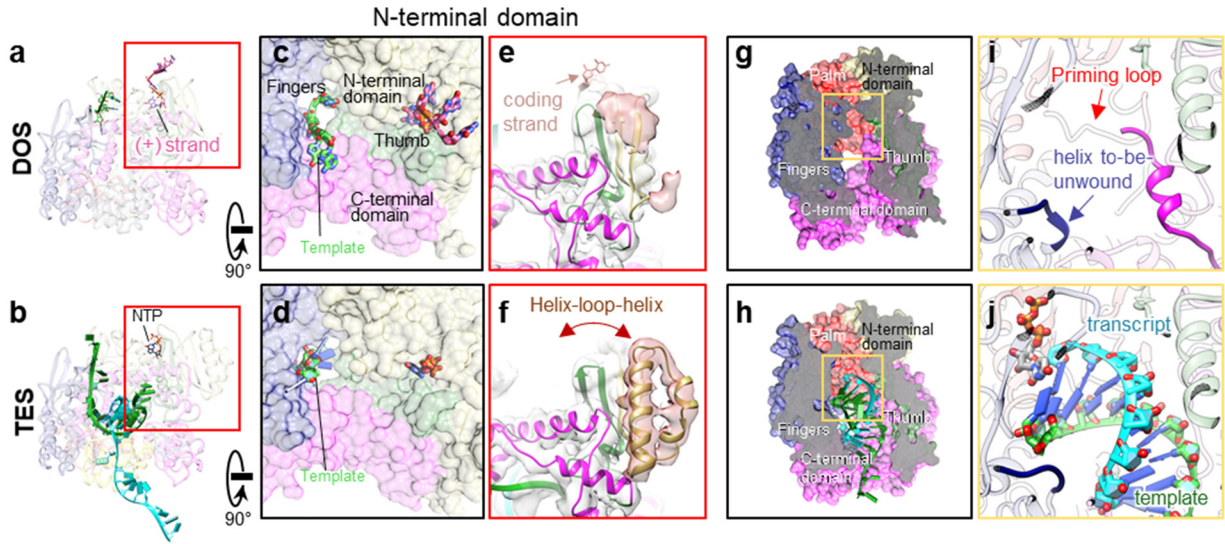 N-terminal domain
a
DOS
(+) strand
90°
c
Fingers
N-terminal
domain
Thumb
C-terminal
domain
Template
e
coding
strand
g
Palm
N-terminal
domain
Fingers
Thumb
C-terminal domain
i
Priming loop
helix to-be-
unwound
b
TES
NTP
90°
d
Template
f
Helix-loop-helix
h
Palm
N-terminal
domain
Fingers
Thumb
C-terminal
domain
j
transcript
template